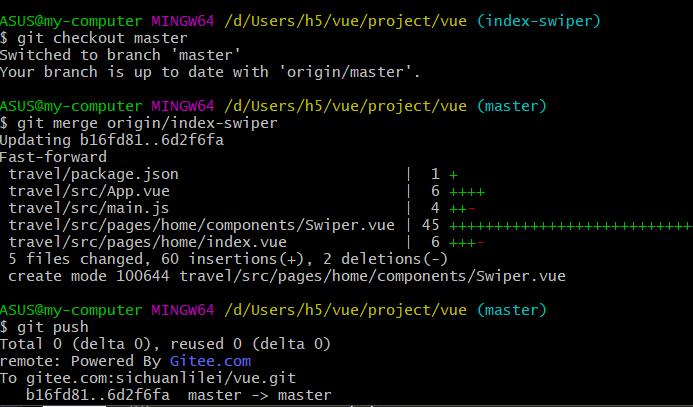 ASUS@my-computer MINGW64 /d/Users/h5/vue/project/vue (index-swiper)
$ git checkout master
Switched to branch 'master'
Your branch is up to date with 'origin/master'.
ASUS@my-computer MINGW64 /d/Users/h5/vue/project/vue (master)
$ git merge origin/index-swiper
Updating b16fd81..6d2f6fa
Fast-forward
travel/package.json | 1 +
travel/src/App.vue | 6 ++++
travel/src/main.js | 4 ++-
travel/src/pages/home/components/Swiper.vue | 45 +++++++++++++++++++++++++++
travel/src/pages/home/index.vue | 6 +++-
5 files changed, 60 insertions(+), 2 deletions(-)
create mode 100644 travel/src/pages/home/components/Swiper.vue
ASUS@my-computer MINGW64 /d/Users/h5/vue/project/vue (master)
$ git push
Total 0 (delta 0), reused 0 (delta 0)
remote: Powered By Gitee.com
To gitee.com:sichuanlilei/vue.git
b16fd81..6d2f6fa master -> master